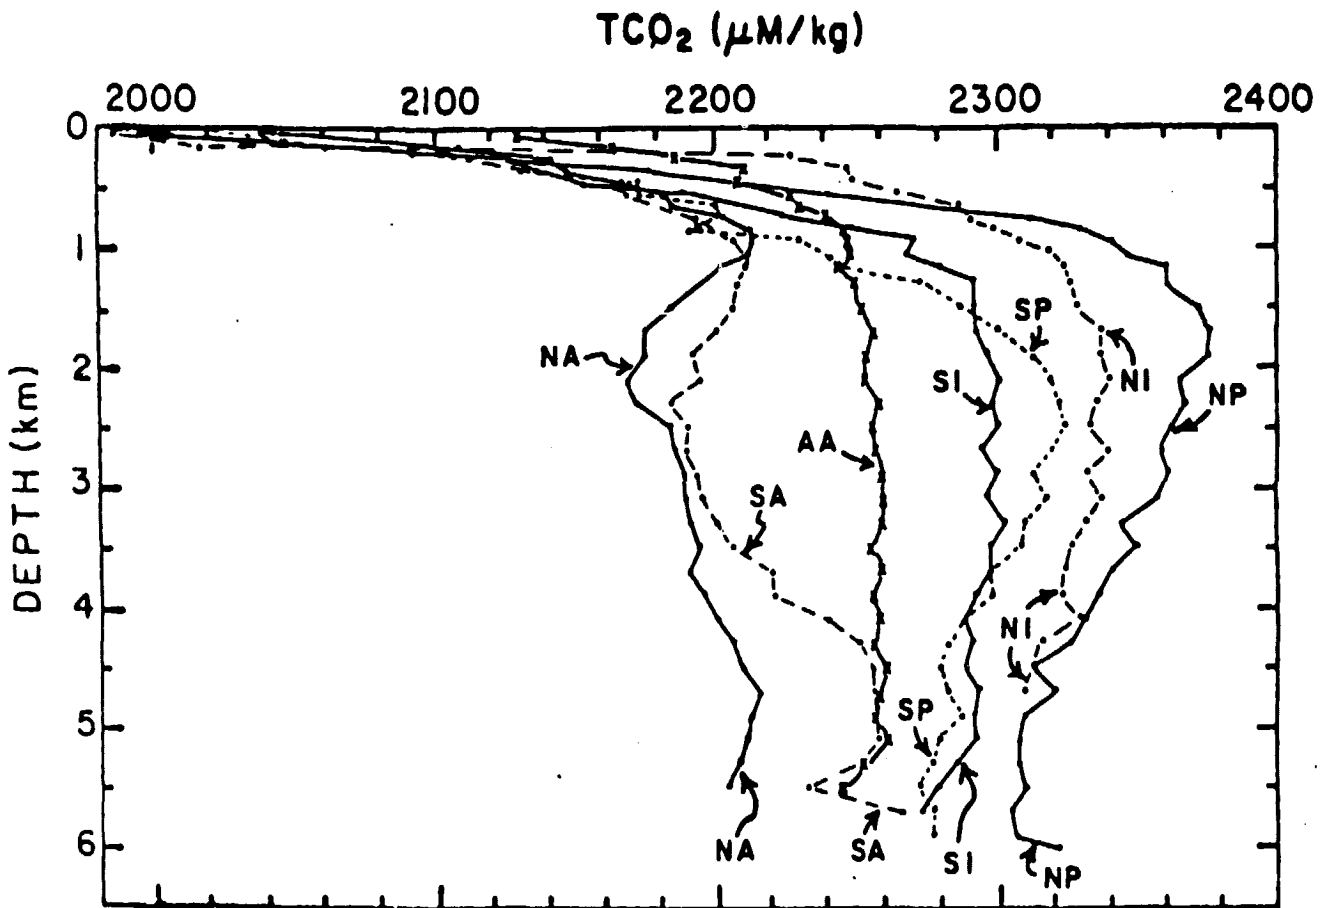 TCO₂ (μM/kg)
2000 2100 2200 2300 2400
0
1
2
3
4
5
6
DEPTH (km)
SP
NA
SI
NI
NP
AA
SA
NI
SP
NA
SA
SI
NP